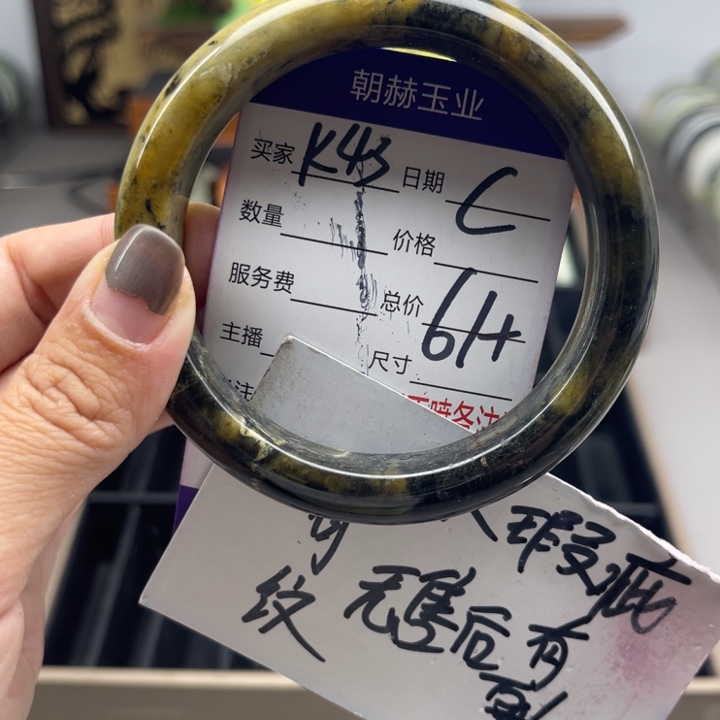 朝赫玉业
买家 K43 日期 C
数量 价格
服务费 总价 6H
主播 尺寸
瑕疵
纹 无售后 有